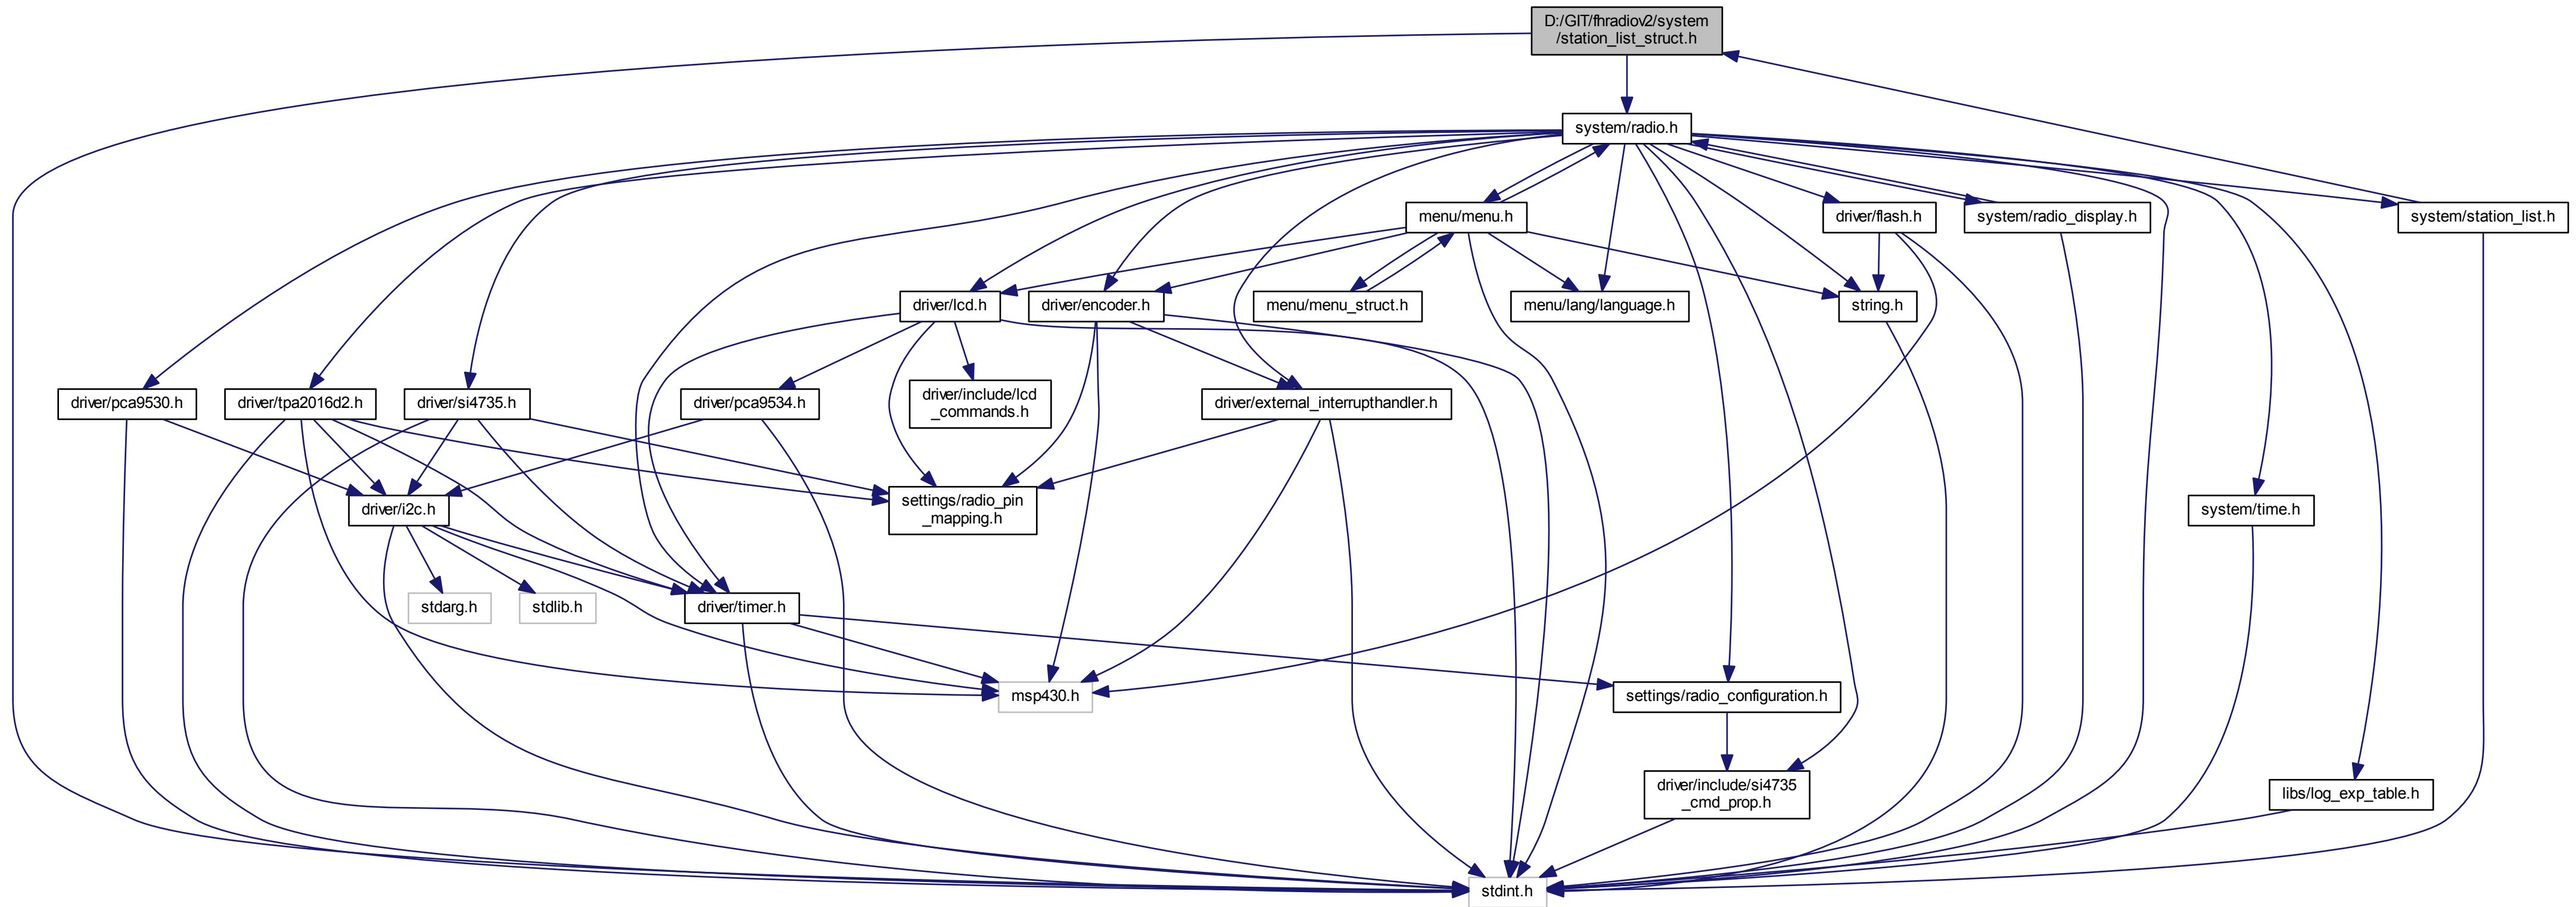 D:/GIT/fhradiov2/system
/station_list_struct.h
system/radio.h
menu/menu.h
driver/flash.h
system/radio_display.h
system/station_list.h
driver/lcd.h
driver/encoder.h
menu/menu_struct.h
menu/lang/language.h
string.h
driver/pca9530.h
driver/tpa2016d2.h
driver/si4735.h
driver/pca9534.h
driver/include/lcd
_commands.h
driver/external_interrupthandler.h
driver/i2c.h
settings/radio_pin
_mapping.h
system/time.h
stdarg.h
stdlib.h
driver/timer.h
msp430.h
settings/radio_configuration.h
driver/include/si4735
_cmd_prop.h
libs/log_exp_table.h
stdint.h